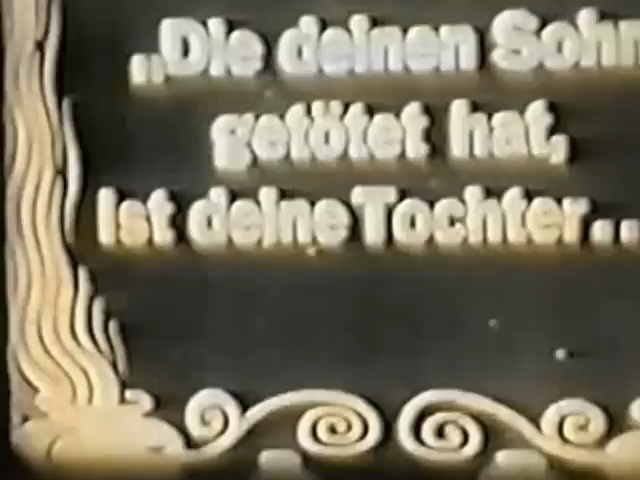 „Die deinen Sohn
getötet hat,
ist deine Tochter..